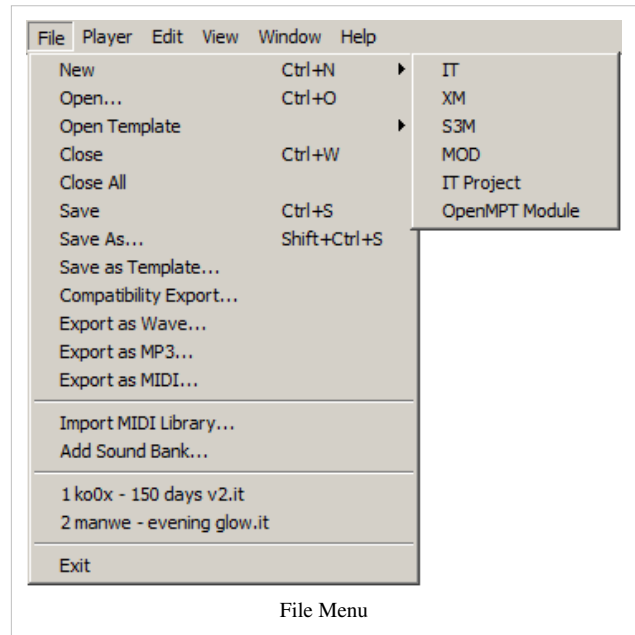 File Player Edit View Window Help
New Ctrl+N
Open... Ctrl+O
Open Template
Close Ctrl+W
Close All
Save Ctrl+S
Save As... Shift+Ctrl+S
Save as Template...
Compatibility Export...
Export as Wave...
Export as MP3...
Export as MIDI...
Import MIDI Library...
Add Sound Bank...
1 ko0x - 150 days v2.it
2 manwe - evening glow.it
Exit
IT
XM
S3M
MOD
IT Project
OpenMPT Module
File Menu